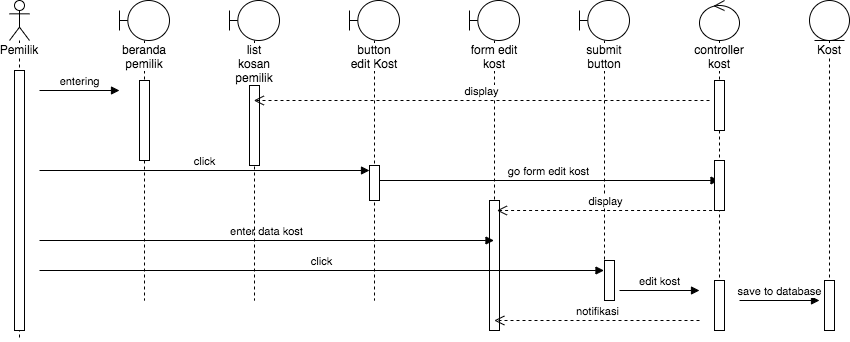 Pemilik
beranda
pemilik
list
kosan
pemilik
button
edit Kost
form edit
kost
submit
button
controller
kost
Kost
entering
display
click
go form edit kost
display
enter data kost
click
edit kost
save to database
notifikasi